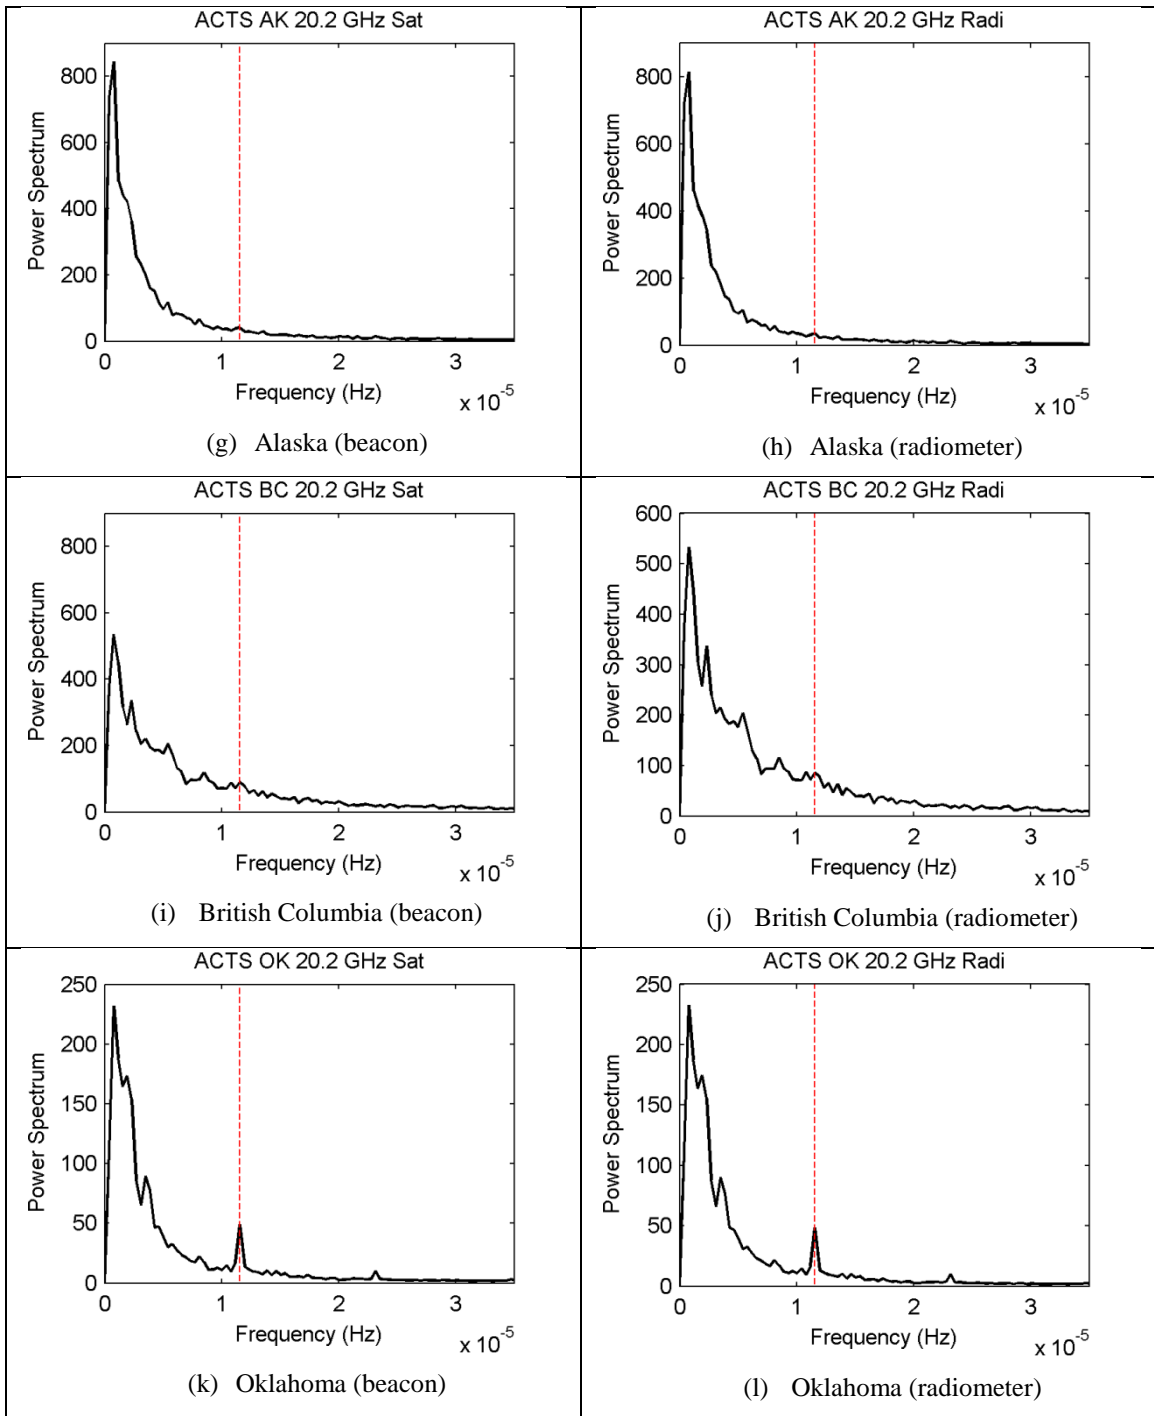 ACTS AK 20.2 GHz Sat
Power Spectrum
800
600
400
200
0
0 1 2 3
Frequency (Hz)
x 10-5
(g) Alaska (beacon)
ACTS AK 20.2 GHz Radi
Power Spectrum
800
600
400
200
0
0 1 2 3
Frequency (Hz)
x 10-5
(h) Alaska (radiometer)
ACTS BC 20.2 GHz Sat
Power Spectrum
800
600
400
200
0
0 1 2 3
Frequency (Hz)
x 10-5
(i) British Columbia (beacon)
ACTS BC 20.2 GHz Radi
Power Spectrum
600
500
400
300
200
100
0
0 1 2 3
Frequency (Hz)
x 10-5
(j) British Columbia (radiometer)
ACTS OK 20.2 GHz Sat
Power Spectrum
250
200
150
100
50
0
0 1 2 3
Frequency (Hz)
x 10-5
(k) Oklahoma (beacon)
ACTS OK 20.2 GHz Radi
Power Spectrum
250
200
150
100
50
0
0 1 2 3
Frequency (Hz)
x 10-5
(l) Oklahoma (radiometer)